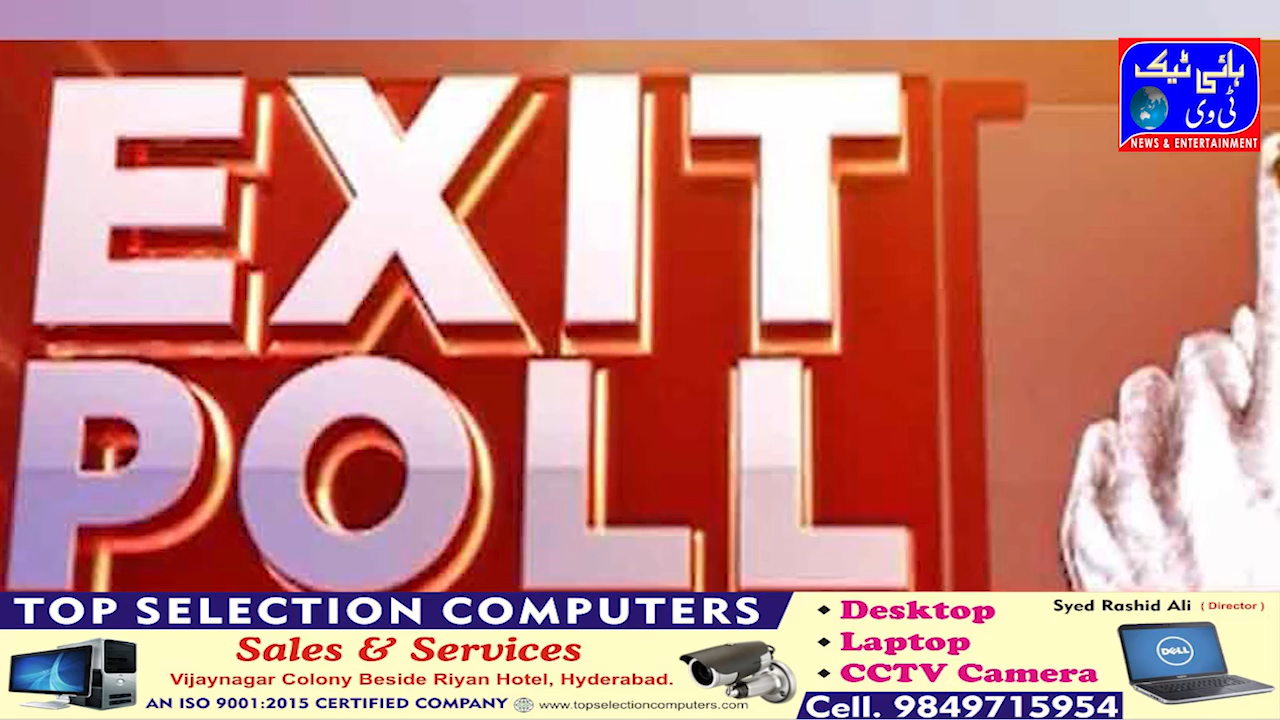 EXIT
POLL
ہائی ٹیک
ٹی وی
NEWS & ENTERTAINMENT
TOP SELECTION COMPUTERS
Sales & Services
Vijaynagar Colony Beside Riyan Hotel, Hyderabad.
AN ISO 9001:2015 CERTIFIED COMPANY www.topselectioncomputers.com
• Desktop
• Laptop
• CCTV Camera
Syed Rashid Ali ( Director )
DELL
Cell. 9849715954